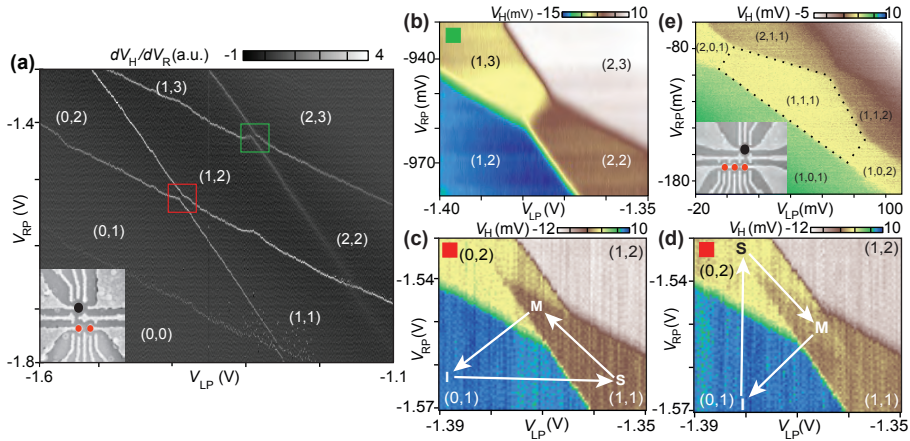 (a)
dV_H/dV_R(a.u.) -1 4
(1,3)
(0,2)
(2,3)
-1.4
(1,2)
V_RP (V)
(0,1)
(2,2)
(0,0)
(1,1)
-1.8
-1.6
V_LP (V)
-1.1
(b)
V_H(mV) -15 10
-940
(1,3)
(2,3)
V_RP(mV)
(1,2)
(2,2)
-970
-1.40
V_LP (V)
-1.35
(e)
V_H (mV) -5 10
-80
(2,1,1)
(2,0,1)
(1,1,1)
(1,1,2)
V_RP(mV)
(1,0,1)
(1,0,2)
-180
-20
V_LP(mV)
100
(c)
V_H (mV) -12 10
(0,2)
(1,2)
-1.54
M
V_RP(V)
I
S
(0,1)
(1,1)
-1.57
-1.39
V_LP(V)
-1.35
(d)
V_H (mV) -12 10
S
(0,2)
(1,2)
-1.54
M
V_RP(V)
I
(0,1)
(1,1)
-1.57
-1.39
V_LP(V)
-1.35